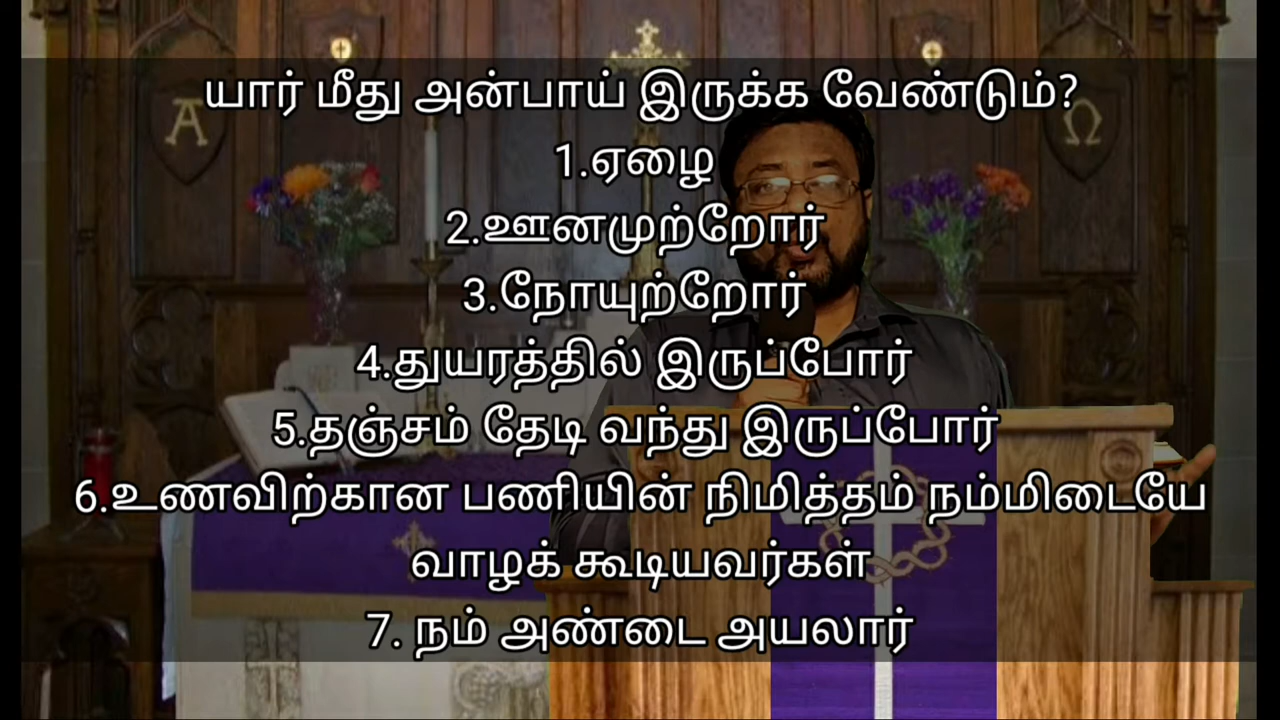 யார் மீது அன்பாய் இருக்க வேண்டும்?
1.ஏழை
2.ஊனமுற்றோர்
3.நோயுற்றோர்
4.துயரத்தில் இருப்போர்
5.தஞ்சம் தேடி வந்து இருப்போர்
6.உணவிற்கான பணியின் நிமித்தம் நம்மிடையே
வாழக் கூடியவர்கள்
7. நம் அண்டை அயலார்
A
Ω